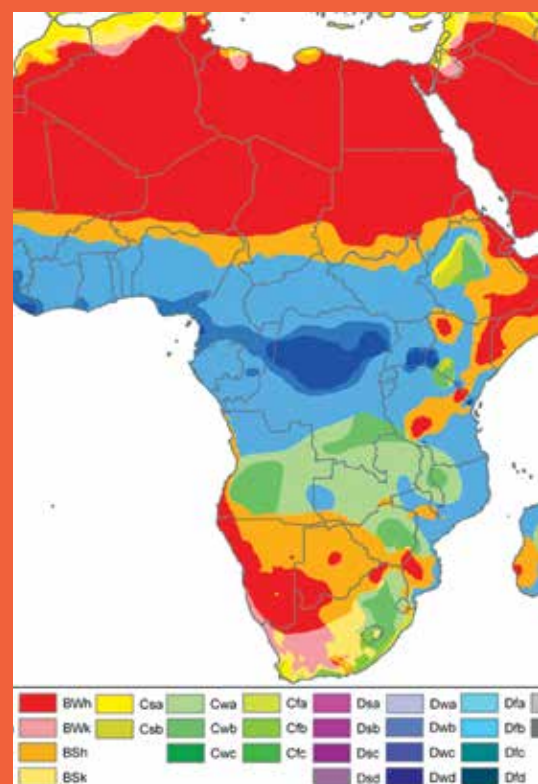 BWh Csa Cwa Cfa Dsa Dwa Dfa
BWk Csb Cwb Cfb Dsb Dwb Dfb
BSh Cwc Cfc Dsc Dwc Dfc
BSk Dsd Dwd Dfd